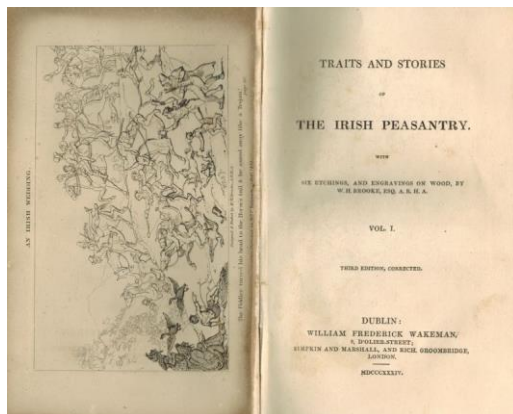 AN IRISH WEDDING.
TRAITS AND STORIES
OF
THE IRISH PEASANTRY.
WITH
SIX ETCHINGS, AND ENGRAVINGS ON WOOD, BY
W. H. BROOKE, ESQ. A. R. H. A.
VOL. I.
THIRD EDITION, CORRECTED.
DUBLIN:
WILLIAM FREDERICK WAKEMAN,
9, D'OLIER-STREET;
SIMPKIN AND MARSHALL, AND RICH. GROOMBRIDGE,
LONDON.
MDCCCXXXIV.